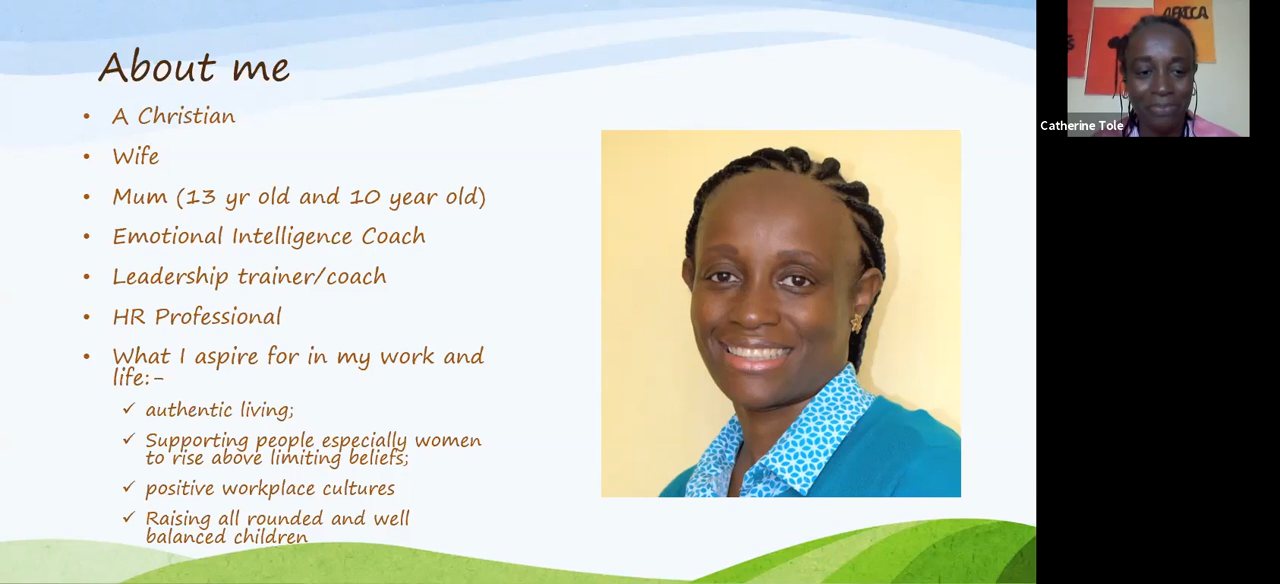 About me
• A Christian
• Wife
• Mum (13 yr old and 10 year old)
• Emotional Intelligence Coach
• Leadership trainer/coach
• HR Professional
• What I aspire for in my work and
life:-
✓ authentic living;
✓ Supporting people especially women
to rise above limiting beliefs;
✓ positive workplace cultures
✓ Raising all rounded and well
balanced children
AFRICA
Catherine Tole